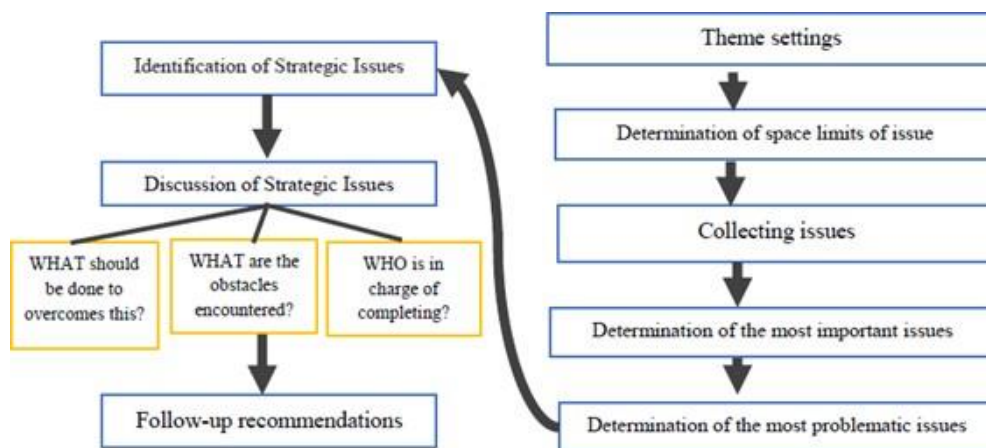 Theme settings
Determination of space limits of issue
Collecting issues
Determination of the most important issues
Determination of the most problematic issues
Identification of Strategic Issues
Discussion of Strategic Issues
WHAT should
be done to
overcomes this?
WHAT are the
obstacles
encountered?
WHO is in
charge of
completing?
Follow-up recommendations